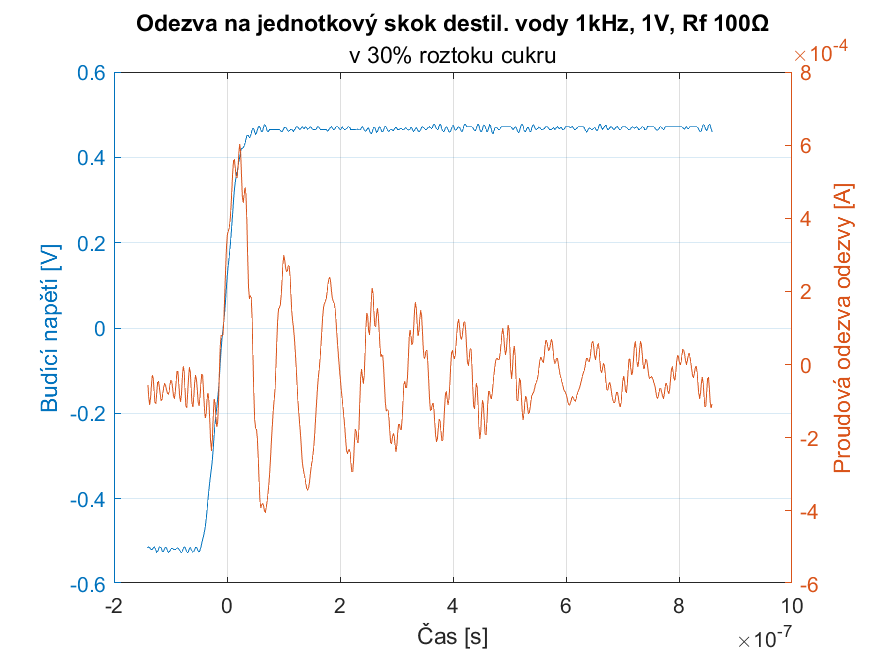 Odezva na jednotkový skok destil. vody 1kHz, 1V, Rf 100Ω
v 30% roztoku cukru
×10⁻⁴
0.6
0.4
0.2
0
-0.2
-0.4
-0.6
Budící napětí [V]
8
6
4
2
0
-2
-4
-6
Proudová odezva odezvy [A]
-2 0 2 4 6 8 10
Čas [s]
×10⁻⁷